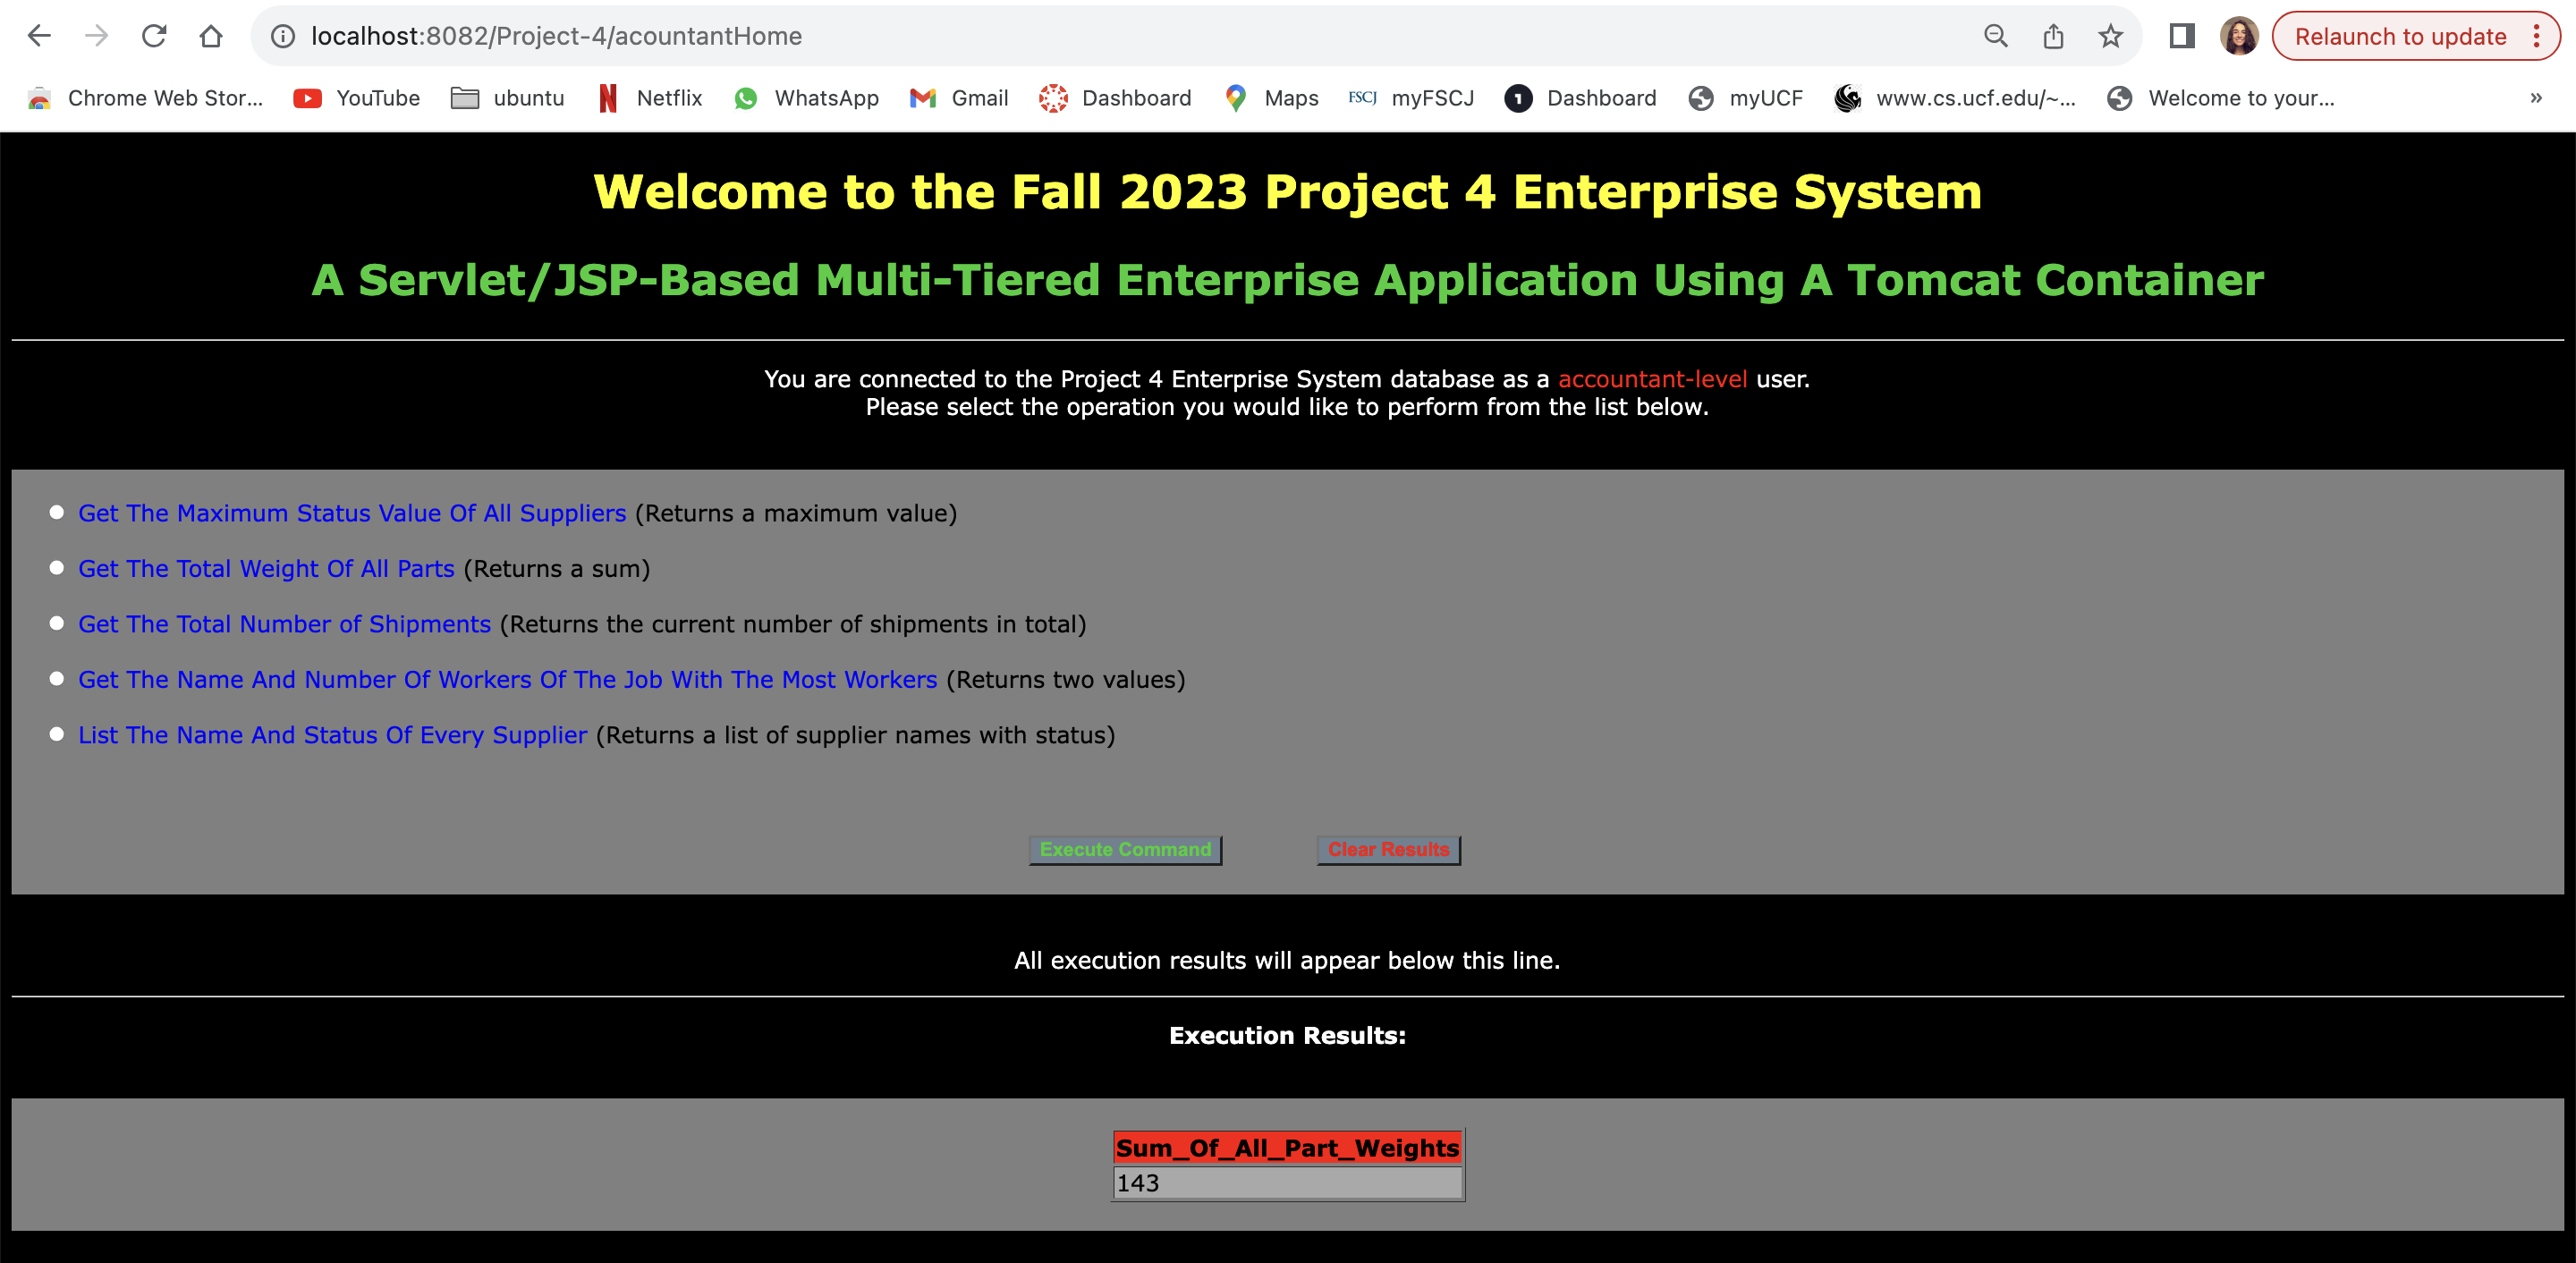 localhost:8082/Project-4/acountantHome
Relaunch to update
Chrome Web Stor... YouTube ubuntu Netflix WhatsApp Gmail Dashboard Maps FSCJ myFSCJ 1 Dashboard myUCF www.cs.ucf.edu/~... Welcome to your... »
Welcome to the Fall 2023 Project 4 Enterprise System
A Servlet/JSP-Based Multi-Tiered Enterprise Application Using A Tomcat Container
You are connected to the Project 4 Enterprise System database as a accountant-level user.
Please select the operation you would like to perform from the list below.
Get The Maximum Status Value Of All Suppliers (Returns a maximum value)
Get The Total Weight Of All Parts (Returns a sum)
Get The Total Number of Shipments (Returns the current number of shipments in total)
Get The Name And Number Of Workers Of The Job With The Most Workers (Returns two values)
List The Name And Status Of Every Supplier (Returns a list of supplier names with status)
Execute Command Clear Results
All execution results will appear below this line.
Execution Results:
Sum_Of_All_Part_Weights
143